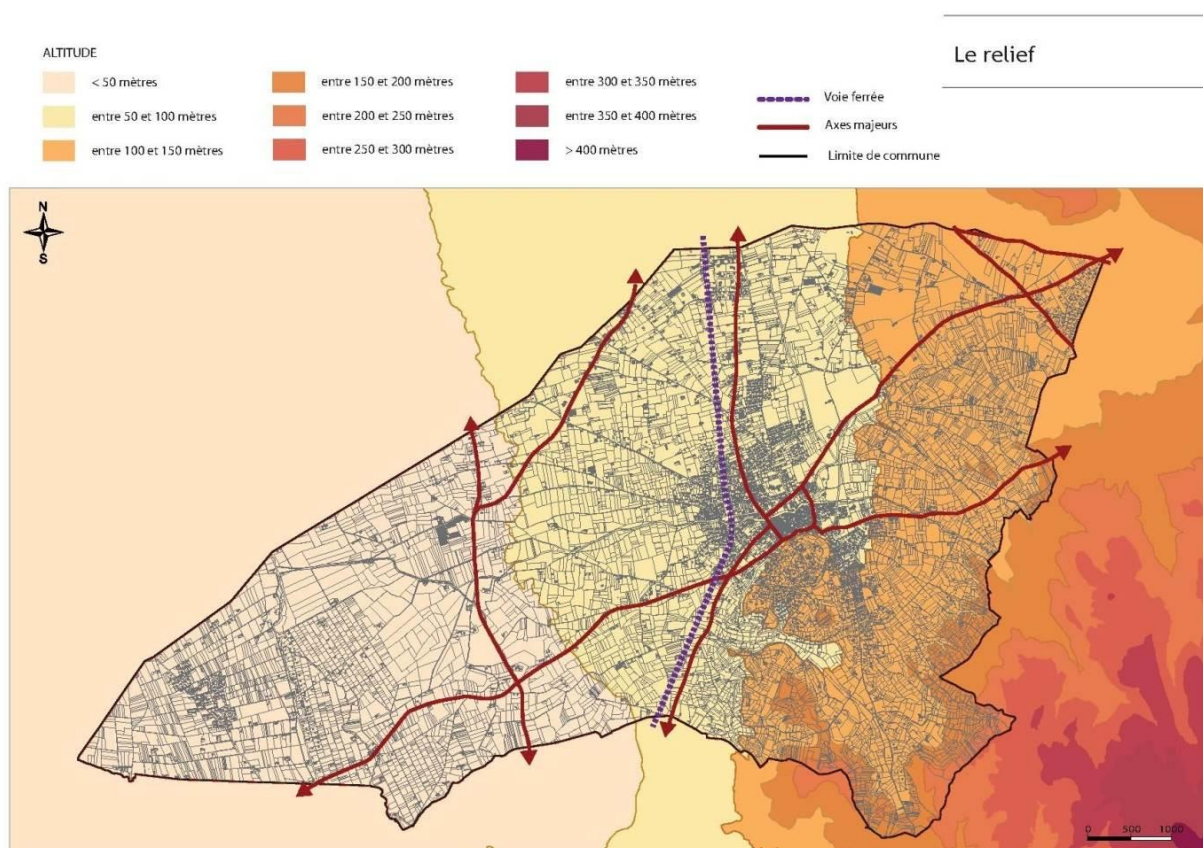 Le relief
ALTITUDE
< 50 mètres
entre 50 et 100 mètres
entre 100 et 150 mètres
entre 150 et 200 mètres
entre 200 et 250 mètres
entre 250 et 300 mètres
entre 300 et 350 mètres
entre 350 et 400 mètres
> 400 mètres
Voie ferrée
Axes majeurs
Limite de commune
N
S
0 500 1000